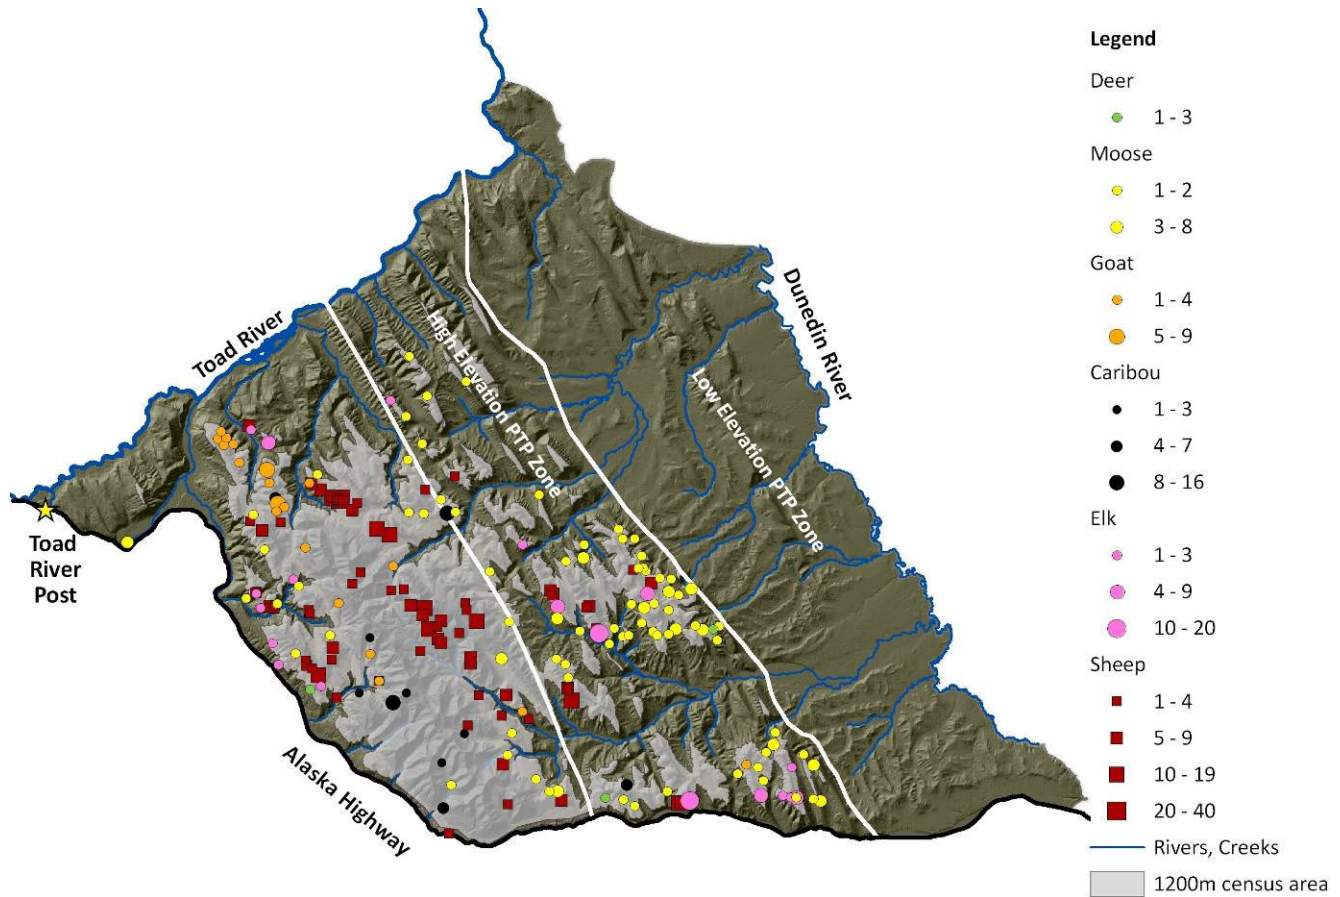 Toad River
High Elevation PTP Zone
Low Elevation PTP Zone
Dunedin River
Toad
River
Post
Alaska Highway
Legend
Deer
1 - 3
Moose
1 - 2
3 - 8
Goat
1 - 4
5 - 9
Caribou
1 - 3
4 - 7
8 - 16
Elk
1 - 3
4 - 9
10 - 20
Sheep
1 - 4
5 - 9
10 - 19
20 - 40
Rivers, Creeks
1200m census area